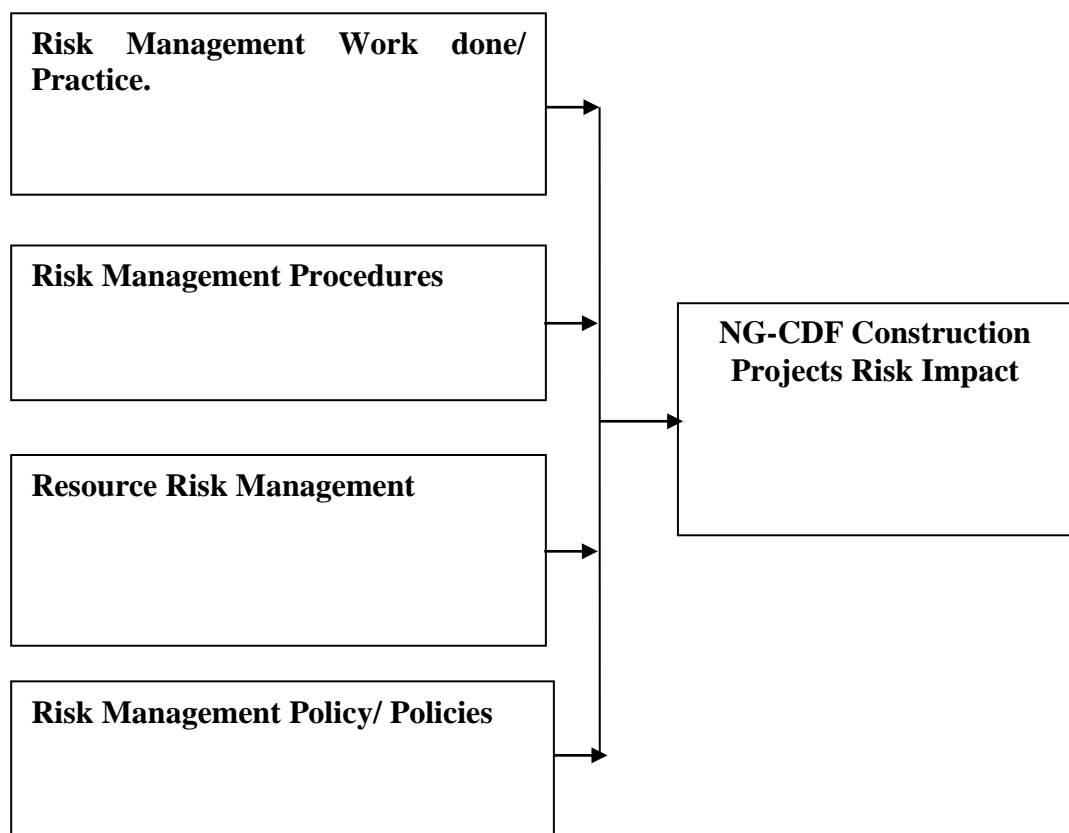 Risk Management Work done/
Practice.
Risk Management Procedures
NG-CDF Construction
Projects Risk Impact
Resource Risk Management
Risk Management Policy/ Policies